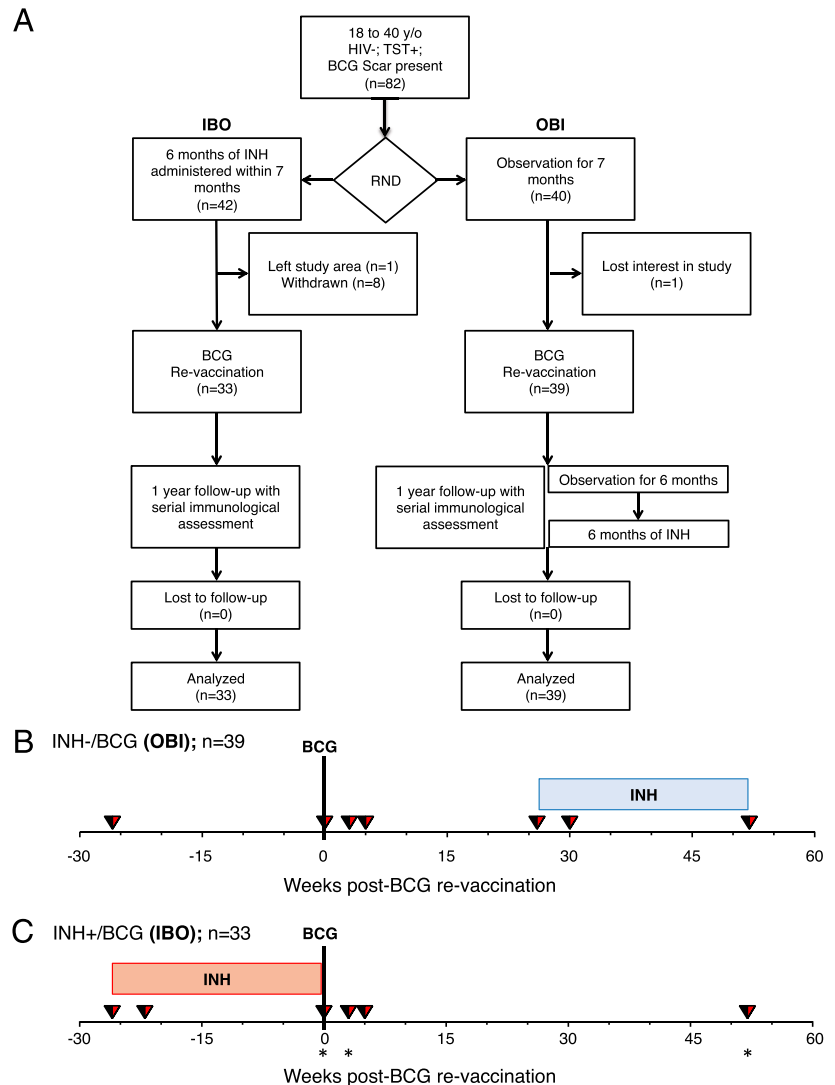 A
18 to 40 y/o
HIV-; TST+;
BCG Scar present
(n=82)
IBO
OBI
6 months of INH
administered within 7
months
(n=42)
RND
Observation for 7
months
(n=40)
Left study area (n=1)
Withdrawn (n=8)
Lost interest in study
(n=1)
BCG
Re-vaccination
(n=33)
BCG
Re-vaccination
(n=39)
1 year follow-up with
serial immunological
assessment
1 year follow-up with
serial immunological
assessment
Observation for 6 months
6 months of INH
Lost to follow-up
(n=0)
Lost to follow-up
(n=0)
Analyzed
(n=33)
Analyzed
(n=39)
B
INH-/BCG (OBI); n=39
BCG
INH
-30 -15 0 15 30 45 60
Weeks post-BCG re-vaccination
C
INH+/BCG (IBO); n=33
BCG
INH
-30 -15 0 15 30 45 60
* * *
Weeks post-BCG re-vaccination